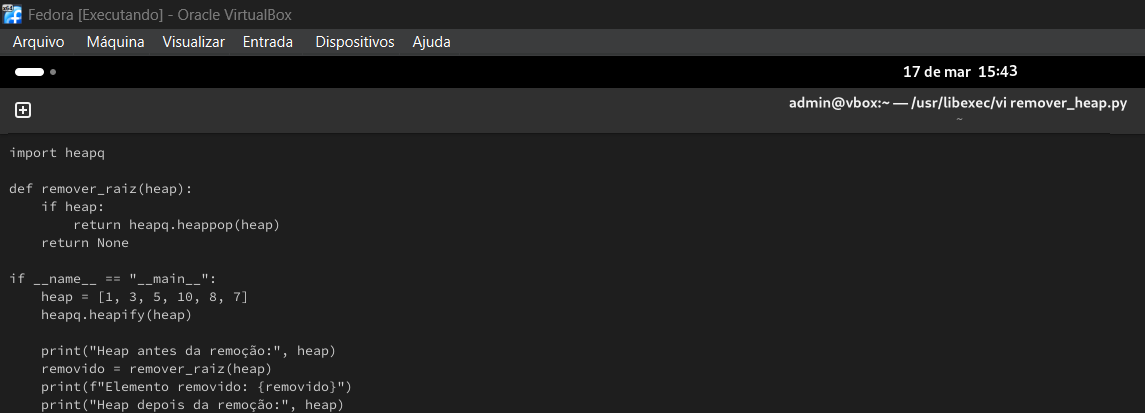 x64
Fedora [Executando] - Oracle VirtualBox
Arquivo Máquina Visualizar Entrada Dispositivos Ajuda
17 de mar 15:43
admin@vbox:~ — /usr/libexec/vi remover_heap.py
~
import heapq
def remover_raiz(heap):
    if heap:
        return heapq.heappop(heap)
    return None
if __name__ == "__main__":
    heap = [1, 3, 5, 10, 8, 7]
    heapq.heapify(heap)
    print("Heap antes da remoção:", heap)
    removido = remover_raiz(heap)
    print(f"Elemento removido: {removido}")
    print("Heap depois da remoção:", heap)